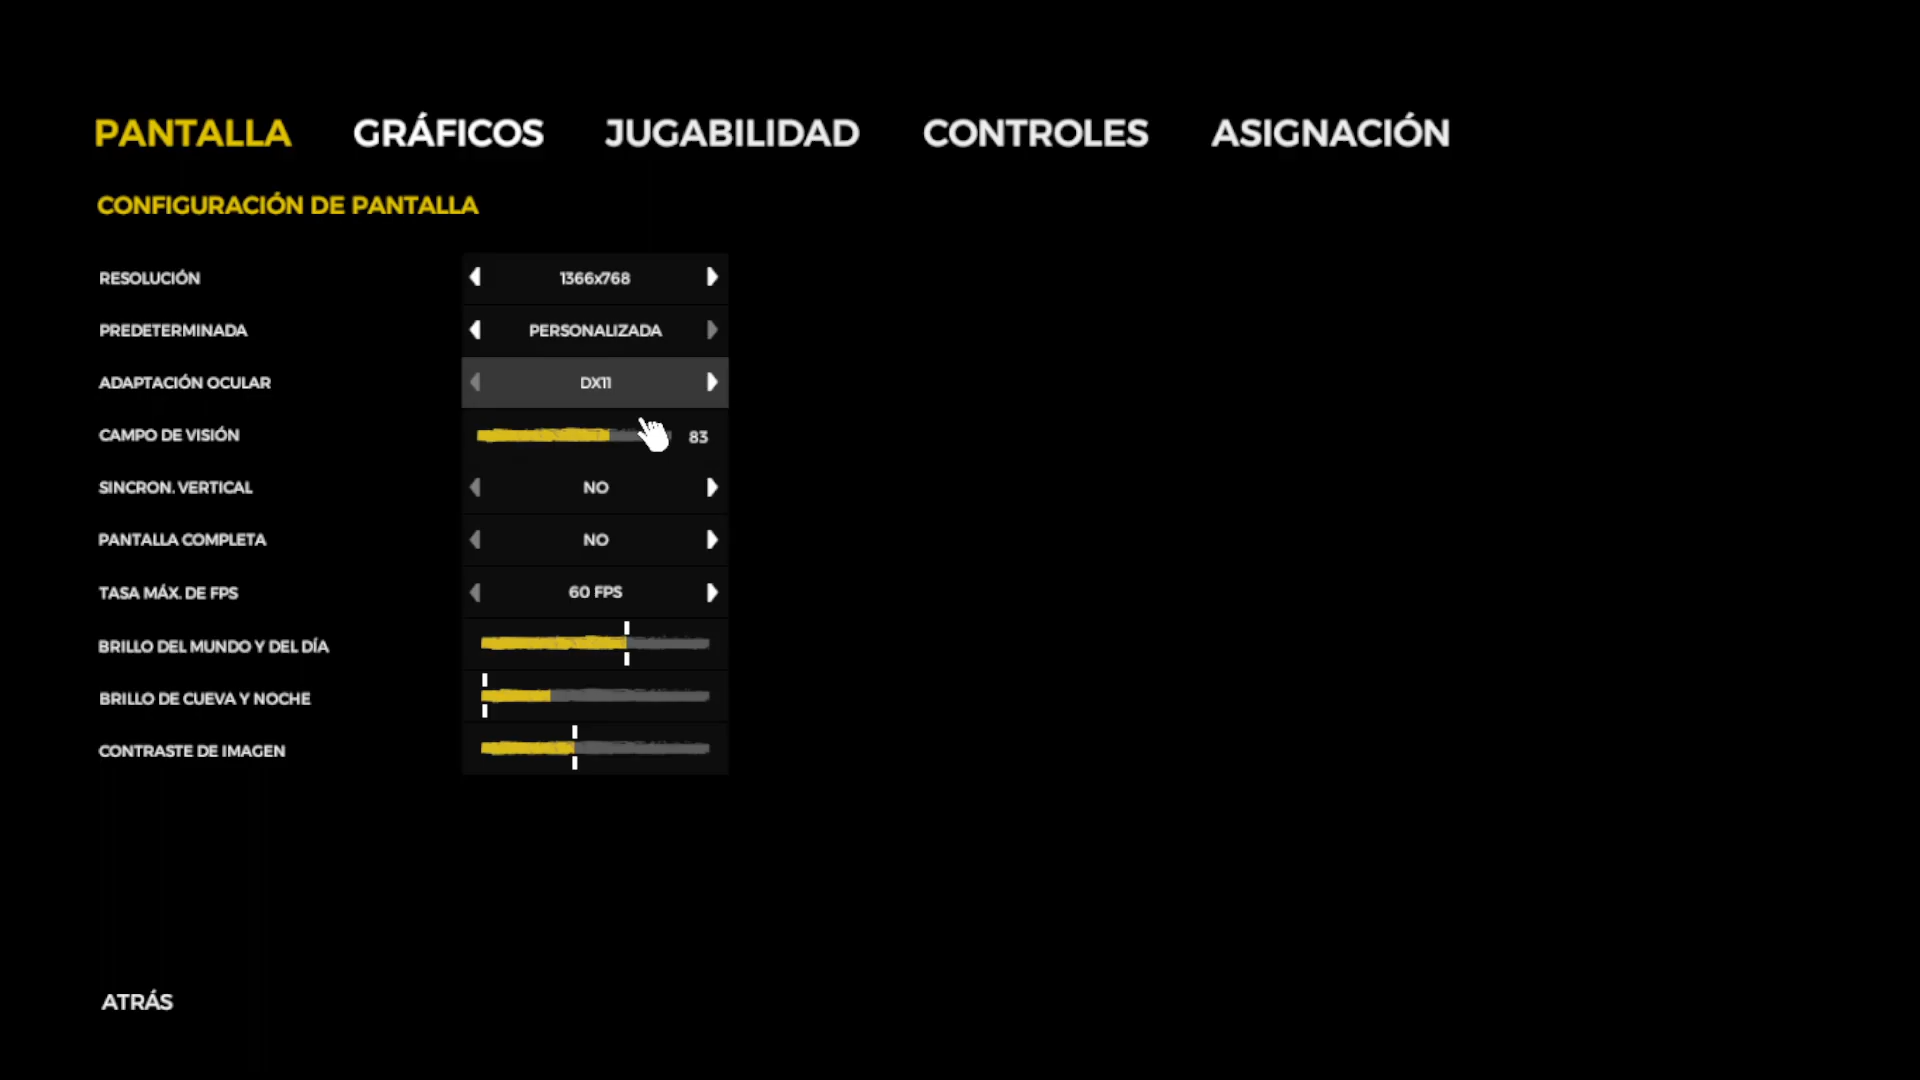 PANTALLA GRÁFICOS JUGABILIDAD CONTROLES ASIGNACIÓN
CONFIGURACIÓN DE PANTALLA
RESOLUCIÓN 1366x768
PREDETERMINADA PERSONALIZADA
ADAPTACIÓN OCULAR DX11
CAMPO DE VISIÓN 83
SINCRON. VERTICAL NO
PANTALLA COMPLETA NO
TASA MÁX. DE FPS 60 FPS
BRILLO DEL MUNDO Y DEL DÍA
BRILLO DE CUEVA Y NOCHE
CONTRASTE DE IMAGEN
ATRÁS